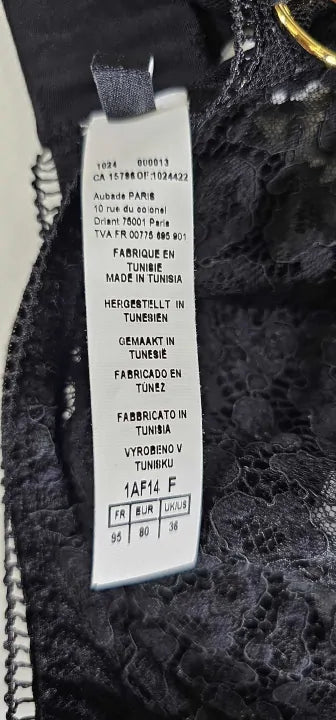 1024 000013
CA 15786 OF:1024422
Aubade PARIS
10 rue du colonel
Driant 75001 Paris
TVA FR 00775 695 901
FABRIQUE EN
TUNISIE
MADE IN TUNISIA
HERGESTELLT IN
TUNESIEN
GEMAAKT IN
TUNESIË
FABRICADO EN
TÚNEZ
FABBRICATO IN
TUNISIA
VYROBENO V
TUNISKU
1AF14 F
FR EUR UK/US
95 80 36